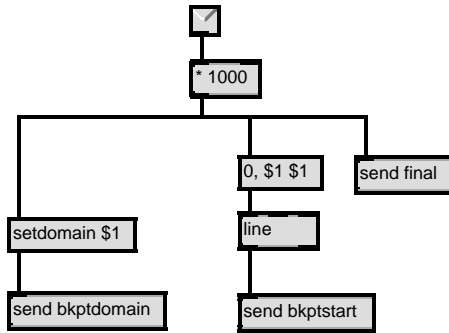 * 1000
0, $1 $1
send final
setdomain $1
line
send bkptdomain
send bkptstart